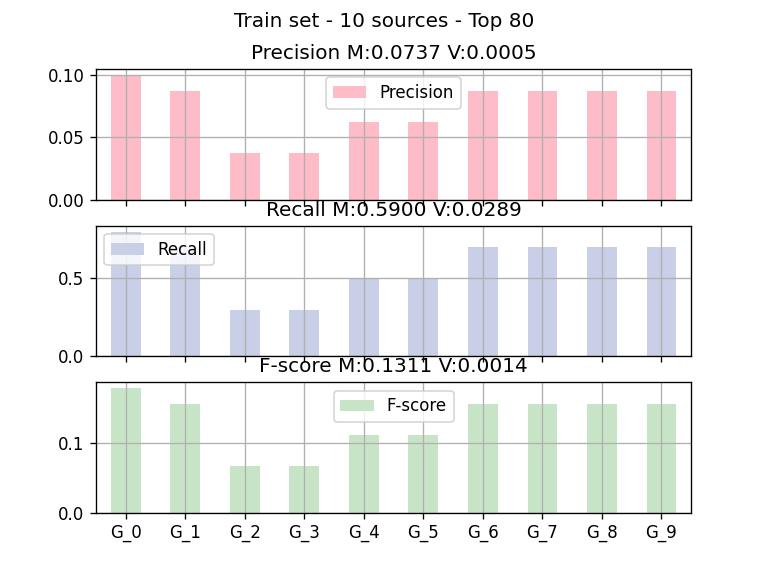 Train set - 10 sources - Top 80
Precision M:0.0737 V:0.0005
0.10
Precision
0.05
0.00
Recall M:0.5900 V:0.0289
Recall
0.5
0.0
F-score M:0.1311 V:0.0014
F-score
0.1
0.0
G_0 G_1 G_2 G_3 G_4 G_5 G_6 G_7 G_8 G_9